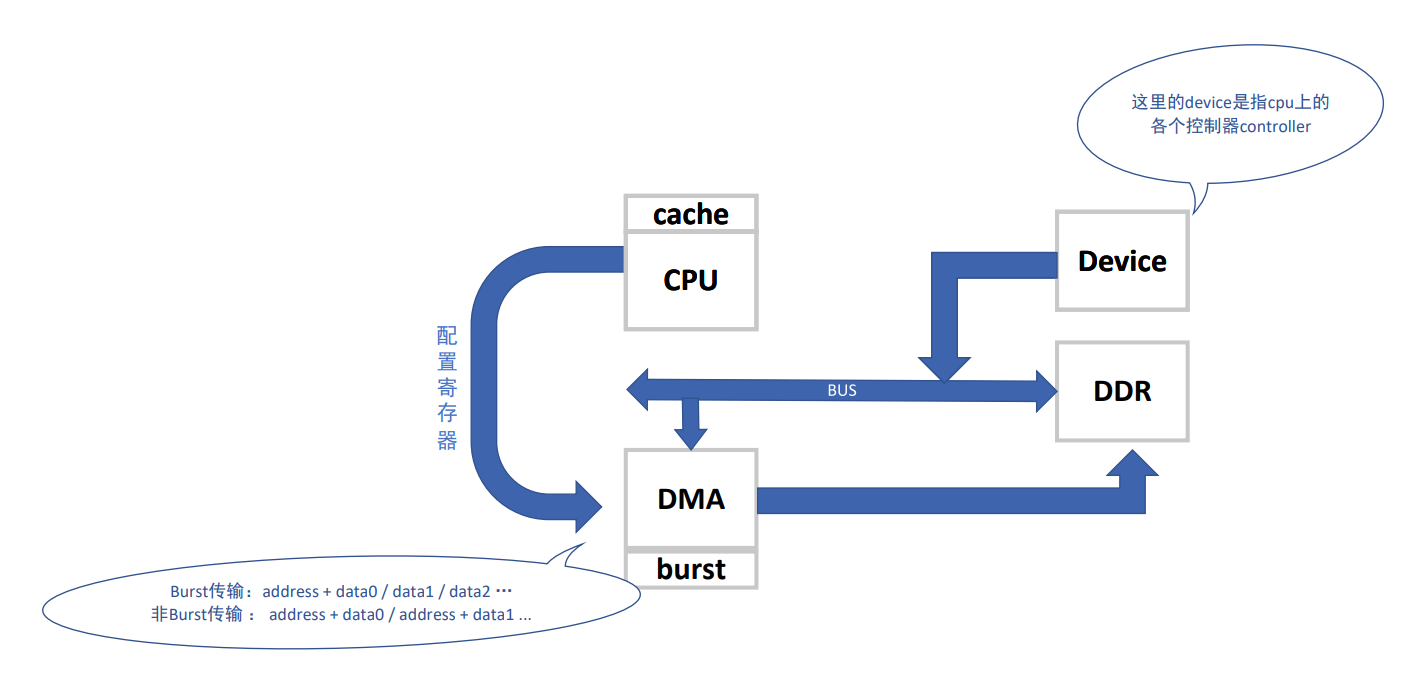 这里的device是指cpu上的
各个控制器controller
cache
CPU
Device
配
置
寄
存
器
BUS
DDR
DMA
burst
Burst传输：address + data0 / data1 / data2 ⋯
非Burst传输 ： address + data0 / address + data1 ...